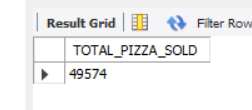 Result Grid Filter Row
TOTAL_PIZZA_SOLD
49574